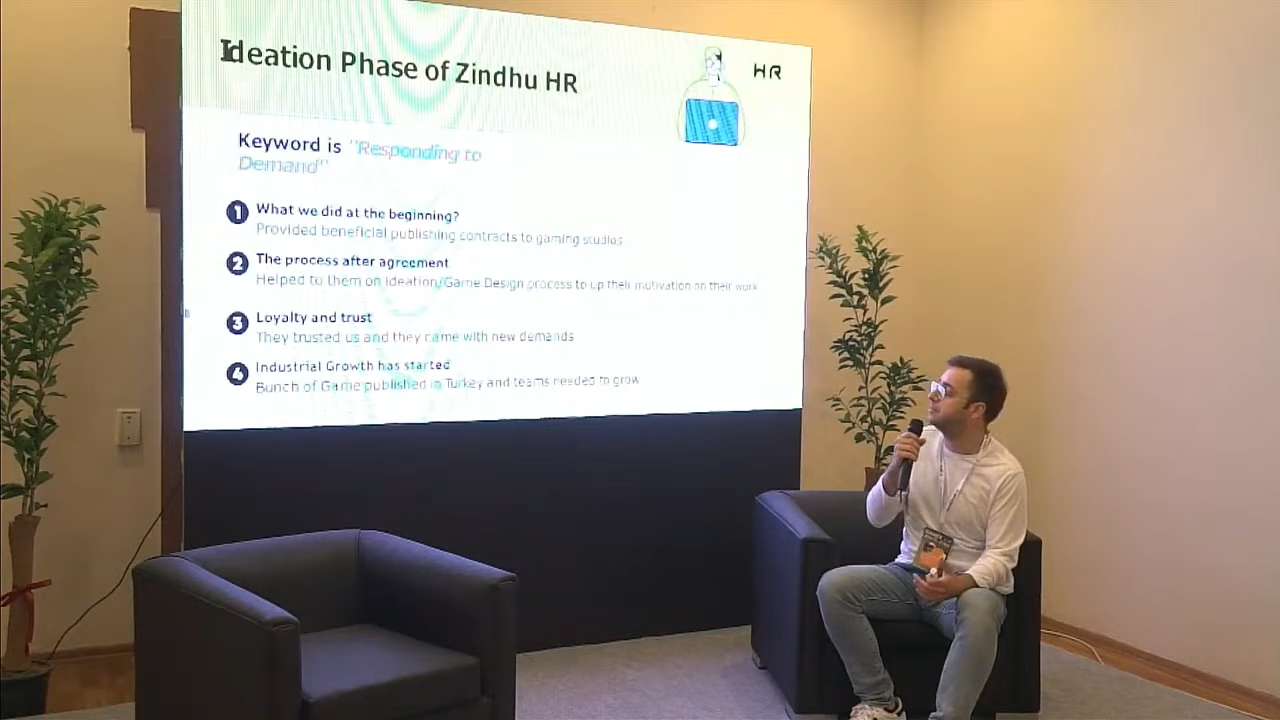 Ideation Phase of Zindhu HR
HR
Keyword is "Responding to
Demand"
1 What we did at the beginning?
Provided beneficial publishing contracts to gaming studios
2 The process after agreement
Helped to them on Ideation/Game Design process to up their mutivation on their work
3 Loyalty and trust
They trusted us and they came with new demands
4 Industrial Growth has started
Bunch of Game published in Turkey and teams needed to grow